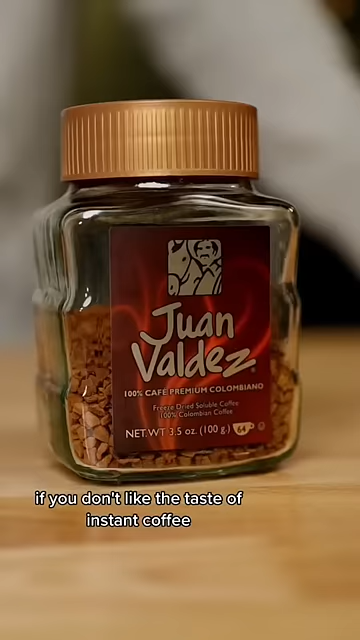 Juan
Valdez
100% CAFÉ PREMIUM COLOMBIANO
Freeze Dried Soluble Coffee
100% Colombian Coffee
NET WT 3.5 oz. (100 g.) 64
if you don't like the taste of
instant coffee